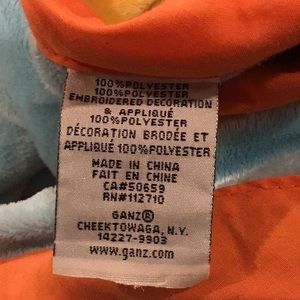 100%POLYESTER
100%POLYESTER
EMBROIDERED DECORATION
& APPLIQUÉ
100%POLYESTER
DÉCORATION BRODÉE ET
APPLIQUÉ 100%POLYESTER
MADE IN CHINA
FAIT EN CHINE
CA#50659
RN#112710
GANZ®
CHEEKTOWAGA, N.Y.
14227-9903
www.ganz.com